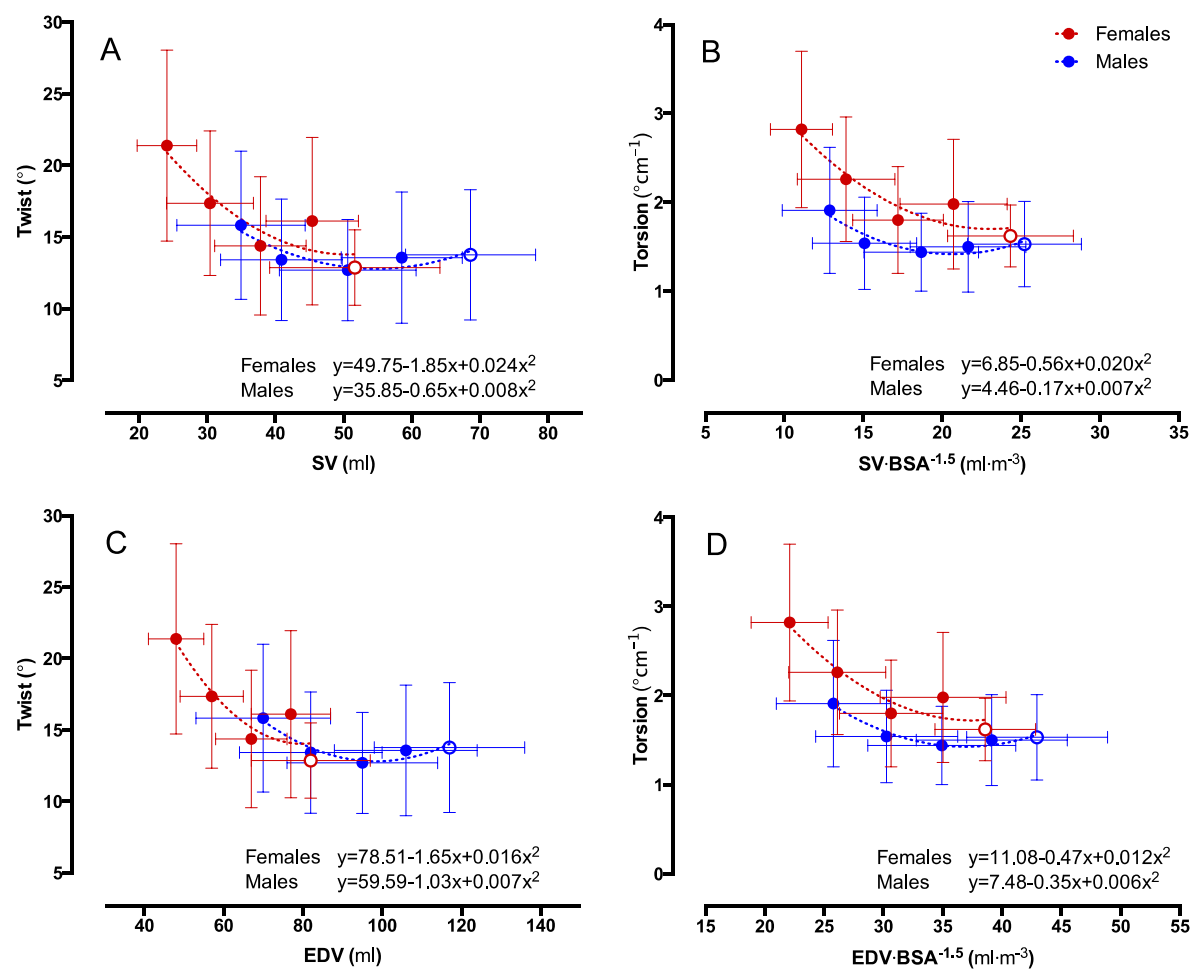 A
30
25
20
15
10
5
Twist (°)
Females y=49.75-1.85x+0.024x²
Males y=35.85-0.65x+0.008x²
20 30 40 50 60 70 80
SV (ml)
B
Females
Males
4
3
2
1
0
Torsion (°cm⁻¹)
Females y=6.85-0.56x+0.020x²
Males y=4.46-0.17x+0.007x²
5 10 15 20 25 30 35
SV·BSA⁻¹·⁵ (ml·m⁻³)
C
30
25
20
15
10
5
Twist (°)
Females y=78.51-1.65x+0.016x²
Males y=59.59-1.03x+0.007x²
40 60 80 100 120 140
EDV (ml)
D
4
3
2
1
0
Torsion (°cm⁻¹)
Females y=11.08-0.47x+0.012x²
Males y=7.48-0.35x+0.006x²
15 20 25 30 35 40 45 50 55
EDV·BSA⁻¹·⁵ (ml·m⁻³)